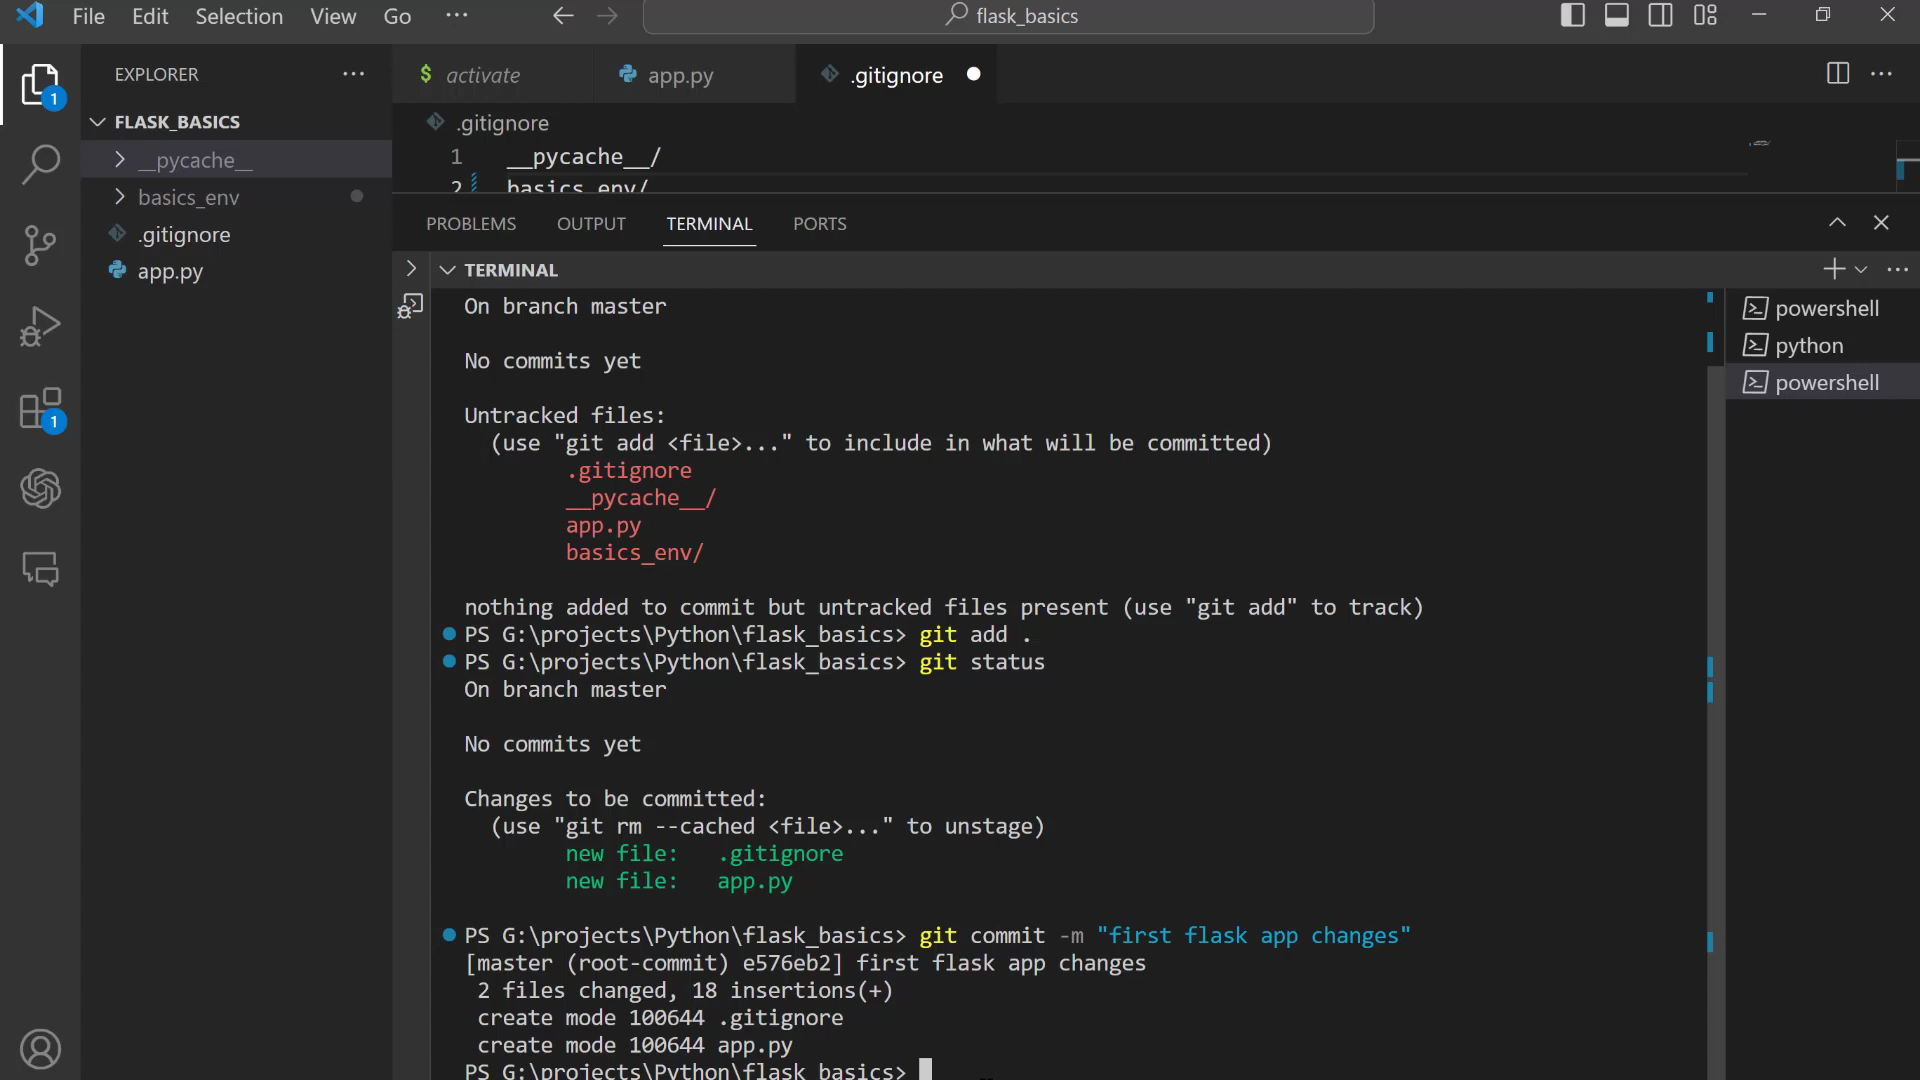 File Edit Selection View Go ··· flask_basics
EXPLORER ···
$ activate app.py .gitignore
FLASK_BASICS
__pycache__
basics_env
.gitignore
app.py
1
1
.gitignore
1 __pycache__/
2 basics_env/
PROBLEMS OUTPUT TERMINAL PORTS
TERMINAL
On branch master
No commits yet
Untracked files:
(use "git add <file>..." to include in what will be committed)
.gitignore
__pycache__/
app.py
basics_env/
nothing added to commit but untracked files present (use "git add" to track)
PS G:\projects\Python\flask_basics> git add .
PS G:\projects\Python\flask_basics> git status
On branch master
No commits yet
Changes to be committed:
(use "git rm --cached <file>..." to unstage)
new file:   .gitignore
new file:   app.py
PS G:\projects\Python\flask_basics> git commit -m "first flask app changes"
[master (root-commit) e576eb2] first flask app changes
2 files changed, 18 insertions(+)
create mode 100644 .gitignore
create mode 100644 app.py
PS G:\projects\Python\flask_basics>
powershell
python
powershell